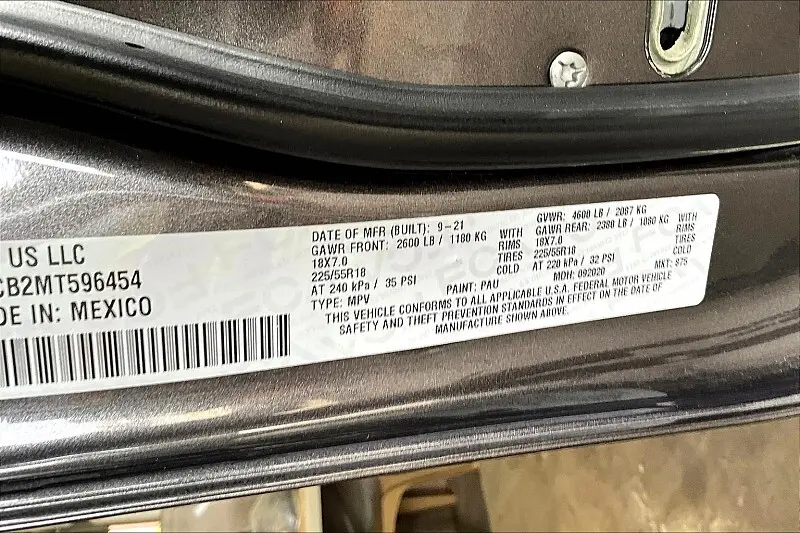 US LLC
CB2MT596454
DE IN: MEXICO
DATE OF MFR (BUILT): 9-21
GVWR: 4600 LB / 2087 KG
GAWR FRONT: 2600 LB / 1180 KG WITH
GAWR REAR: 2380 LB / 1080 KG WITH
18X7.0 RIMS
18X7.0 RIMS
225/55R18 TIRES
225/55R18 TIRES
AT 240 kPa / 35 PSI COLD
AT 220 kPa / 32 PSI COLD
TYPE: MPV
PAINT: PAU
MDH: 092020
MKT: 875
THIS VEHICLE CONFORMS TO ALL APPLICABLE U.S.A. FEDERAL MOTOR VEHICLE
SAFETY AND THEFT PREVENTION STANDARDS IN EFFECT ON THE DATE OF
MANUFACTURE SHOWN ABOVE.